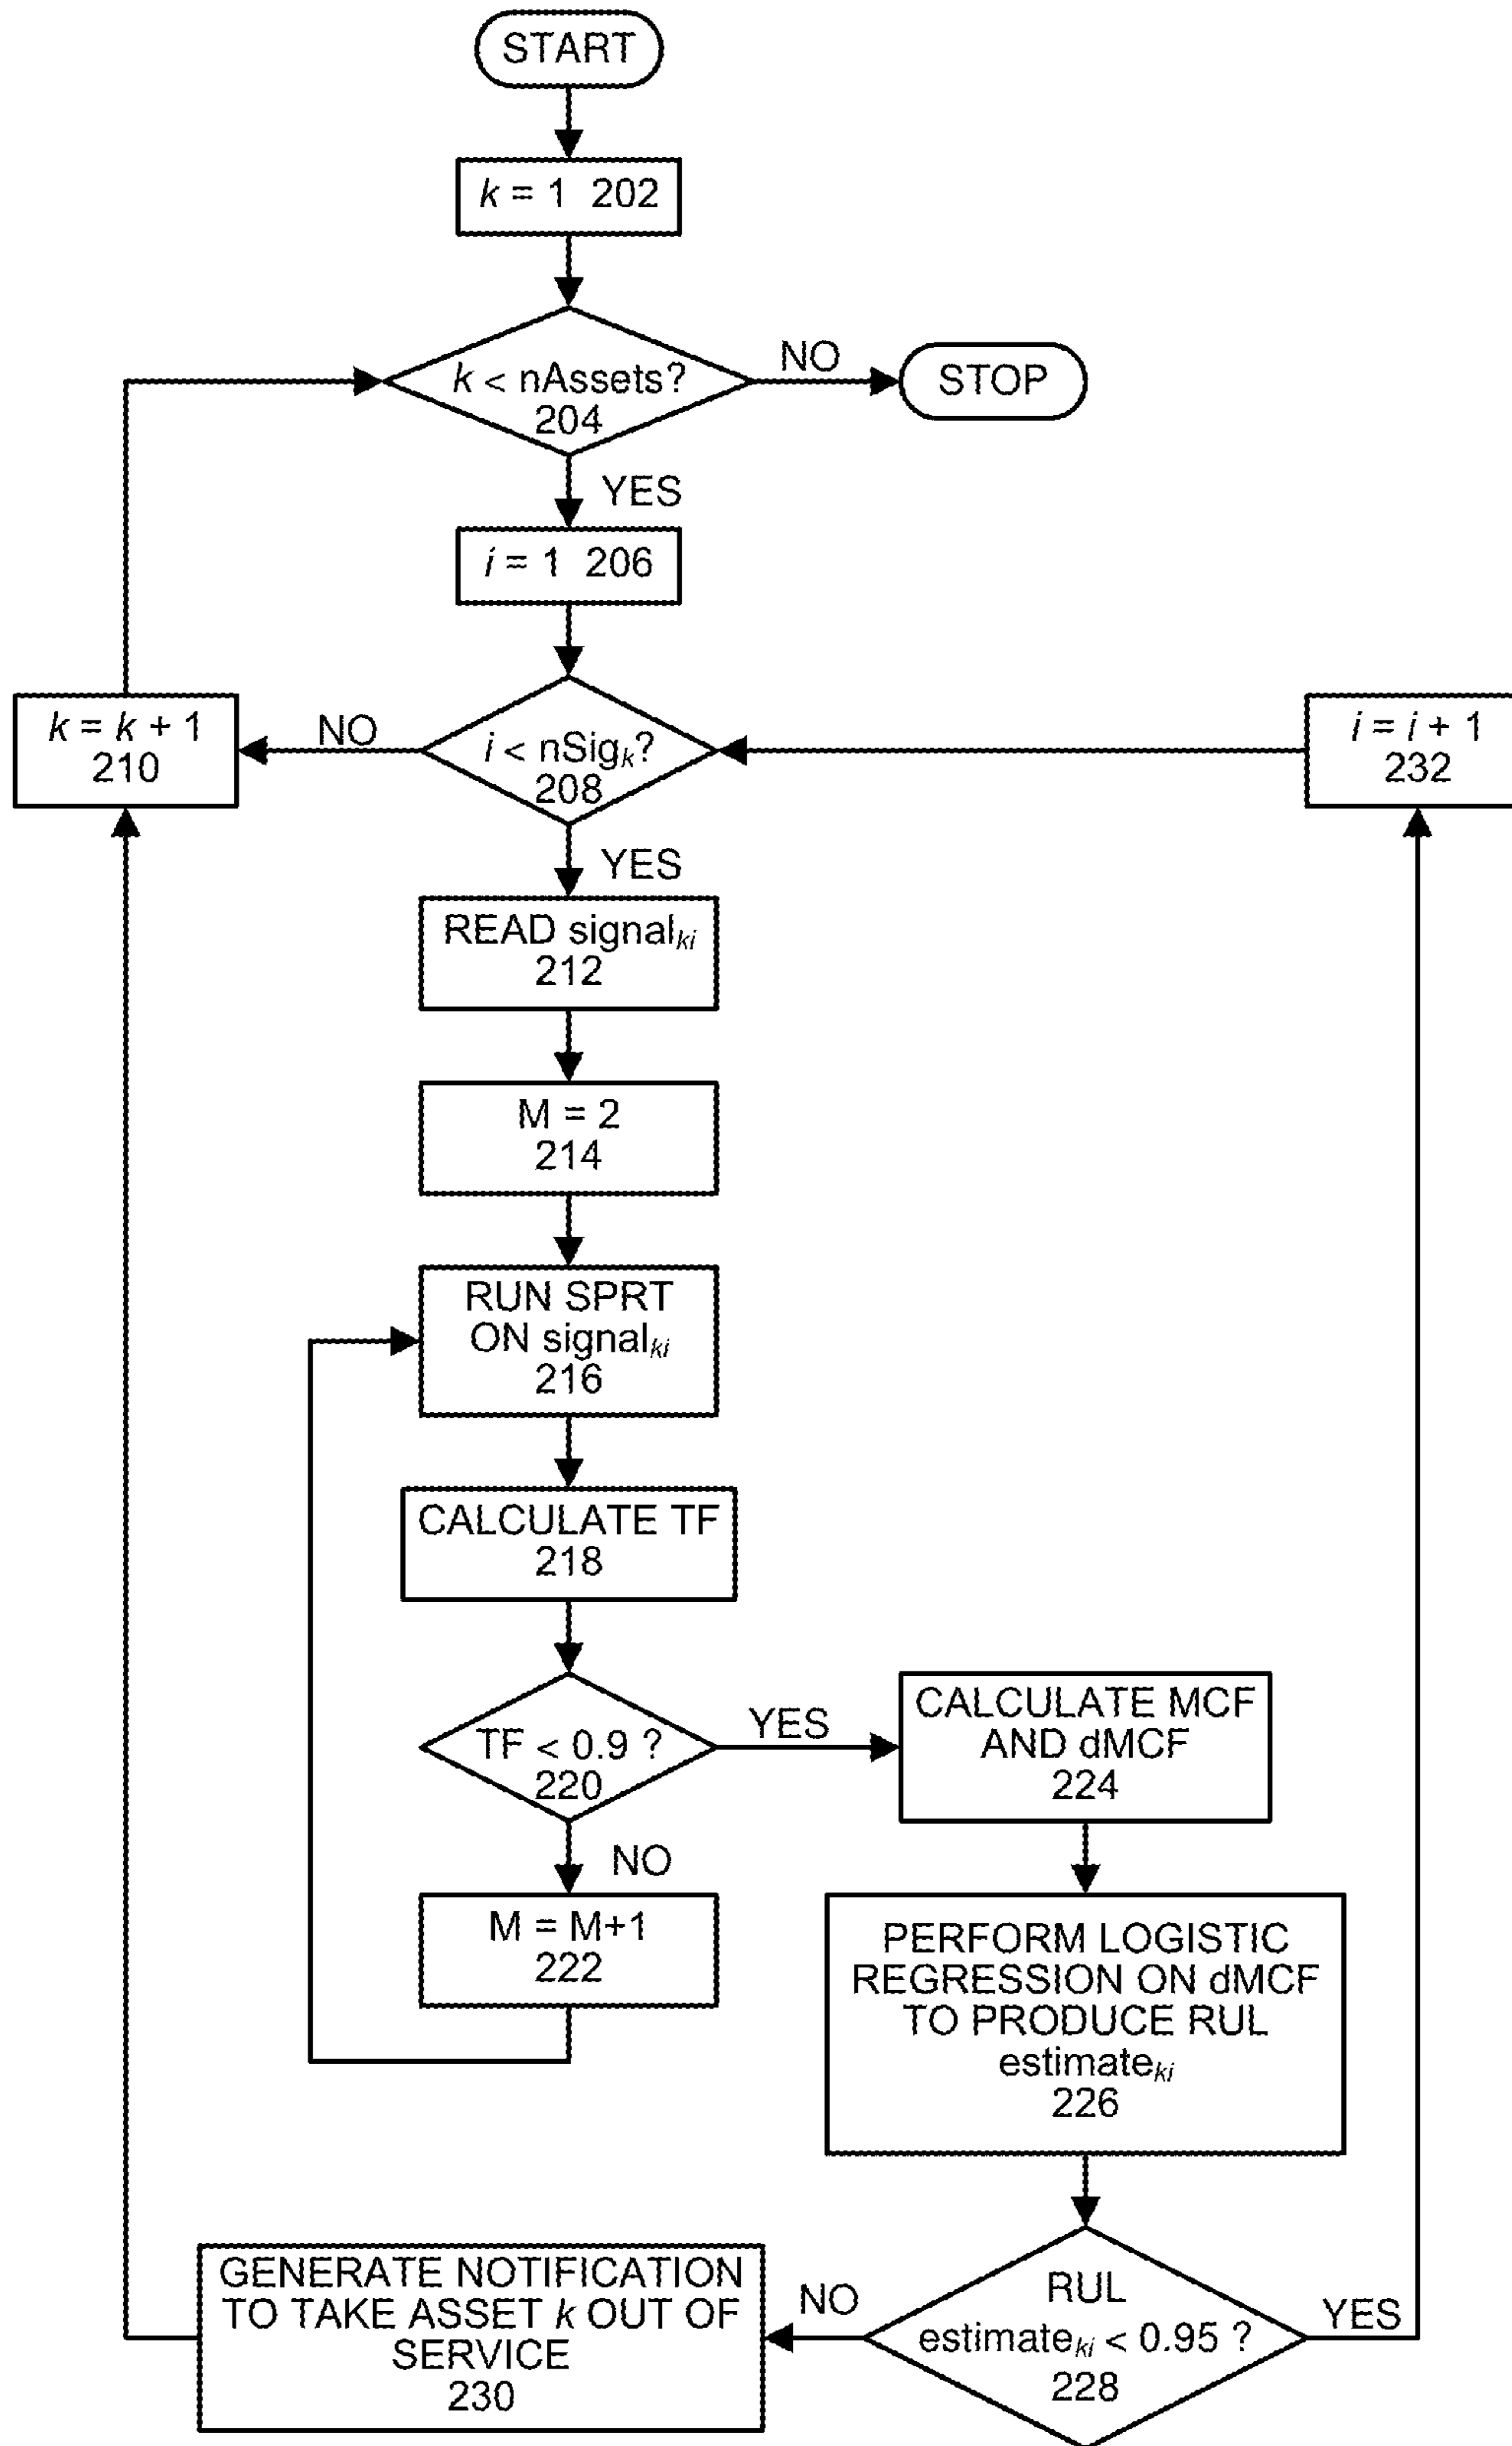 START
k = 1 202
k < nAssets?
204
NO
STOP
YES
i = 1 206
k = k + 1
210
NO
i < nSigk?
208
i = i + 1
232
YES
READ signalki
212
M = 2
214
RUN SPRT
ON signalki
216
CALCULATE TF
218
TF < 0.9 ?
220
YES
CALCULATE MCF
AND dMCF
224
NO
M = M+1
222
PERFORM LOGISTIC
REGRESSION ON dMCF
TO PRODUCE RUL
estimateki
226
GENERATE NOTIFICATION
TO TAKE ASSET k OUT OF
SERVICE
230
NO
RUL
estimateki < 0.95 ?
228
YES